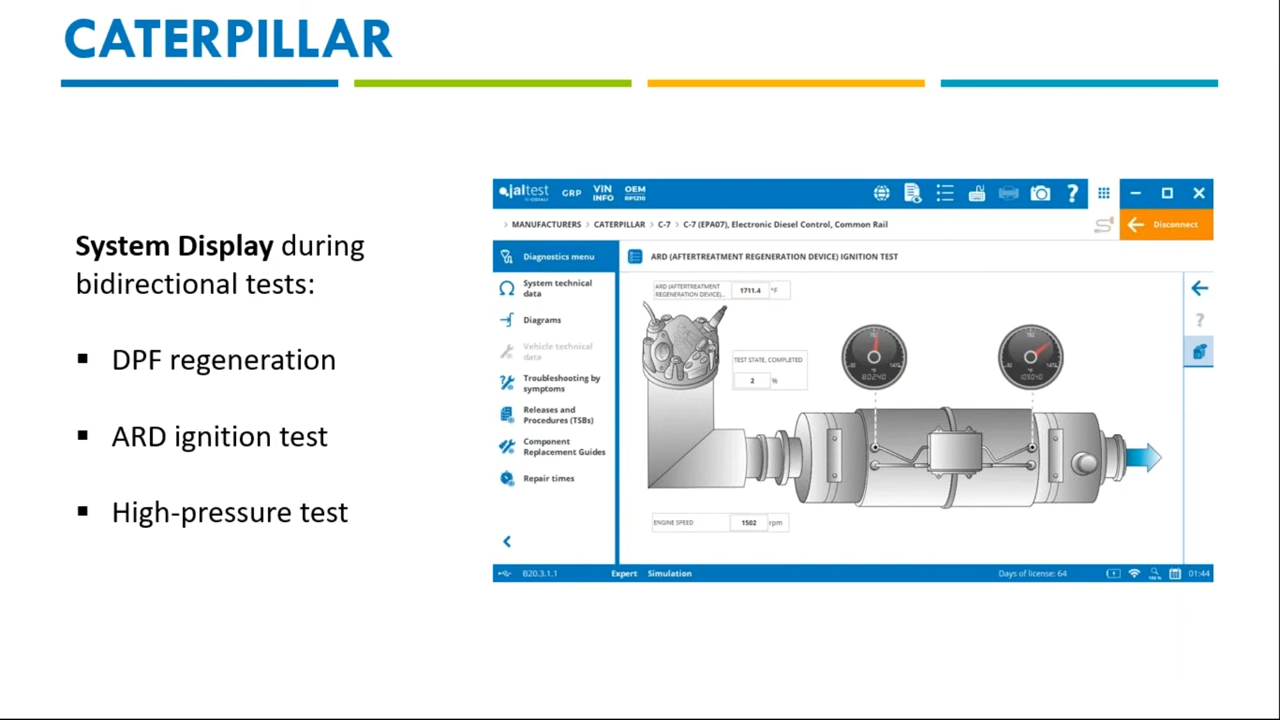 CATERPILLAR
System Display during
bidirectional tests:
▪ DPF regeneration
▪ ARD ignition test
▪ High-pressure test
jaltest GRP VIN INFO OEM RP1210
> MANUFACTURERS > CATERPILLAR > C-7 > C-7 (EPA07), Electronic Diesel Control, Common Rail
Disconnect
Diagnostics menu
System technical
data
Diagrams
Vehicle technical
data
Troubleshooting by
symptoms
Releases and
Procedures (TSBs)
Component
Replacement Guides
Repair times
ARD (AFTERTREATMENT REGENERATION DEVICE) IGNITION TEST
ARD (AFTERTREATMENT
REGENERATION DEVICE)... 1711.4 °F
TEST STATE, COMPLETED
2 %
°F
°F
ENGINE SPEED 1502 rpm
B20.3.1.1 Expert Simulation Days of license: 64 01:44